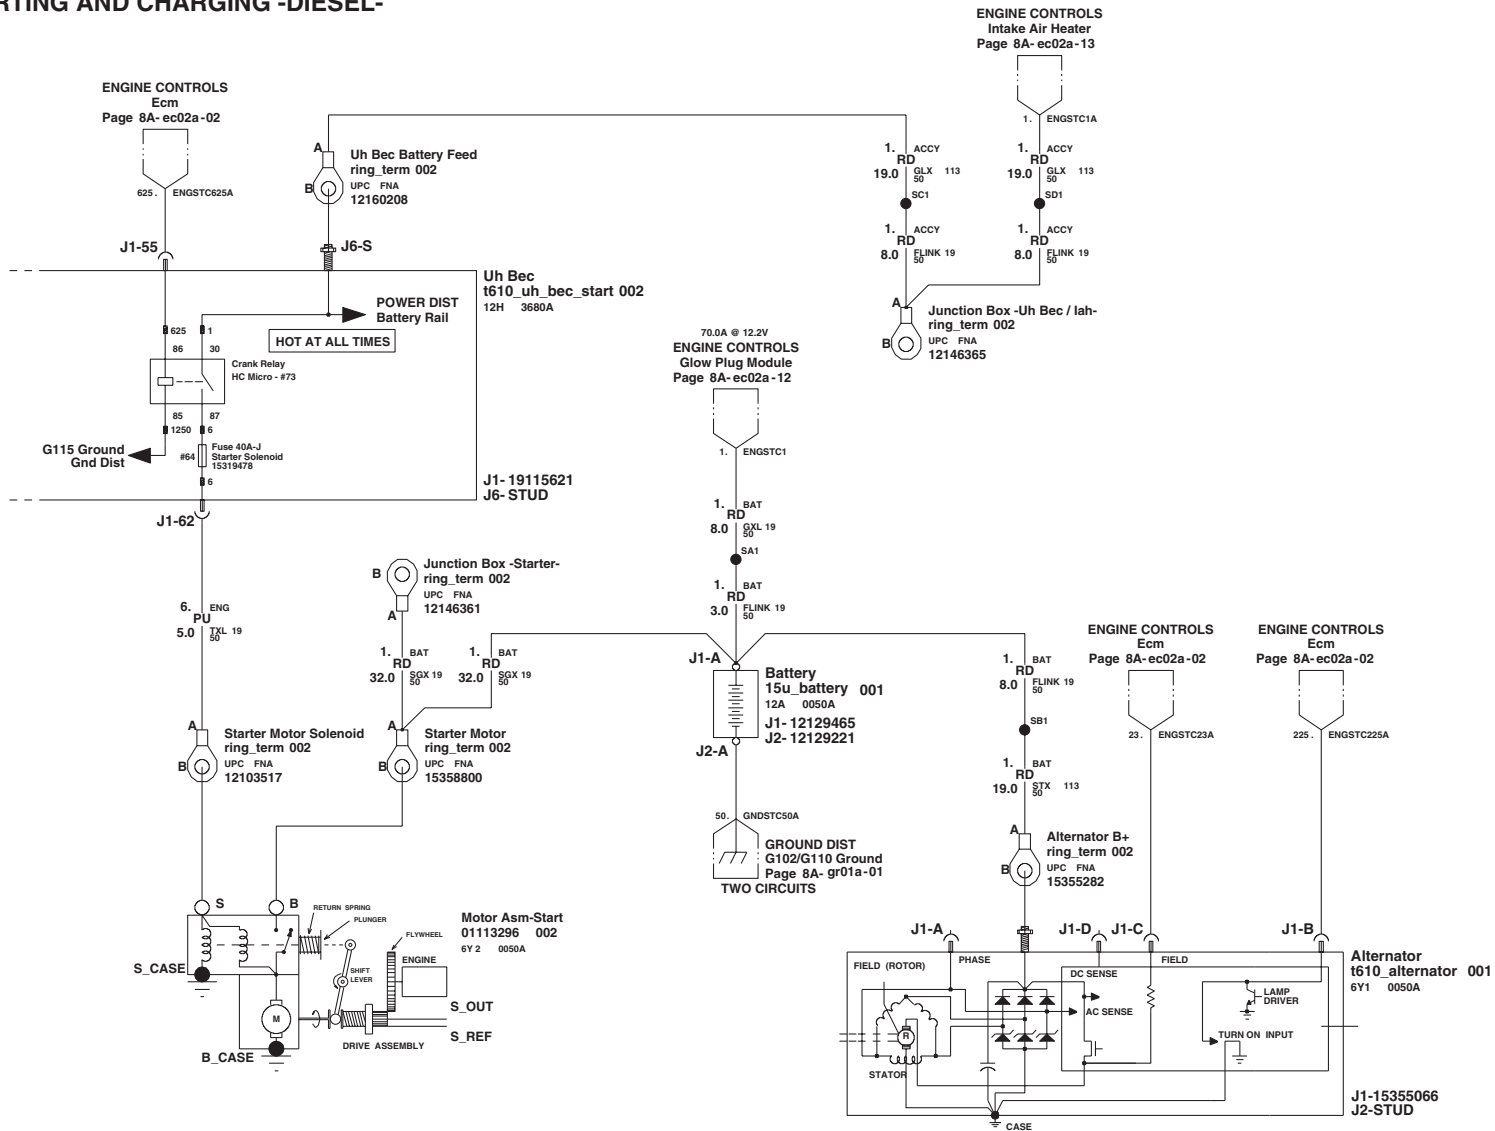 RTING AND CHARGING -DIESEL-
ENGINE CONTROLS
Intake Air Heater
Page 8A-ec02a-13
1. ENGSTC1A
ENGINE CONTROLS
Ecm
Page 8A-ec02a-02
625. ENGSTC625A
J1-55
A
B
Uh Bec Battery Feed
ring_term 002
UPC FNA
12160208
J6-S
1. ACCY
RD
19.0 GLX 113
50
SC1
1. ACCY
RD
8.0 FLINK 19
50
1. ACCY
RD
19.0 GLX 113
50
SD1
1. ACCY
RD
8.0 FLINK 19
50
A
B
Junction Box -Uh Bec / Iah-
ring_term 002
UPC FNA
12146365
Uh Bec
t610_uh_bec_start 002
12H 3680A
POWER DIST
Battery Rail
HOT AT ALL TIMES
625 1
86 30
Crank Relay
HC Micro - #73
85 87
1250 6
G115 Ground
Gnd Dist
#64
Fuse 40A-J
Starter Solenoid
15319478
6
J1- 19115621
J6- STUD
J1-62
70.0A @ 12.2V
ENGINE CONTROLS
Glow Plug Module
Page 8A-ec02a-12
1. ENGSTC1
1. BAT
RD
8.0 GXL 19
50
SA1
1. BAT
RD
3.0 FLINK 19
50
6. ENG
PU
5.0 TXL 19
50
B
A
Junction Box -Starter-
ring_term 002
UPC FNA
12146361
1. BAT
RD
32.0 SGX 19
50
1. BAT
RD
32.0 SGX 19
50
J1-A
Battery
15u_battery 001
12A 0050A
J1- 12129465
J2- 12129221
J2-A
1. BAT
RD
8.0 FLINK 19
50
SB1
1. BAT
RD
19.0 STX 113
50
ENGINE CONTROLS
Ecm
Page 8A-ec02a-02
23. ENGSTC23A
ENGINE CONTROLS
Ecm
Page 8A-ec02a-02
225. ENGSTC225A
A
B
Starter Motor Solenoid
ring_term 002
UPC FNA
12103517
A
B
Starter Motor
ring_term 002
UPC FNA
15358800
50. GNDSTC50A
GROUND DIST
G102/G110 Ground
Page 8A- gr01a-01
TWO CIRCUITS
A
B
Alternator B+
ring_term 002
UPC FNA
15355282
S B
RETURN SPRING
PLUNGER
Motor Asm-Start
01113296 002
6Y 2 0050A
FLYWHEEL
ENGINE
S_CASE
SHIFT
LEVER
M
S_OUT
S_REF
DRIVE ASSEMBLY
B_CASE
J1-A J1-D J1-C J1-B
Alternator
t610_alternator 001
6Y1 0050A
FIELD (ROTOR)
PHASE
DC SENSE
FIELD
AC SENSE
LAMP
DRIVER
TURN ON INPUT
R
STATOR
J1-15355066
J2-STUD
CASE